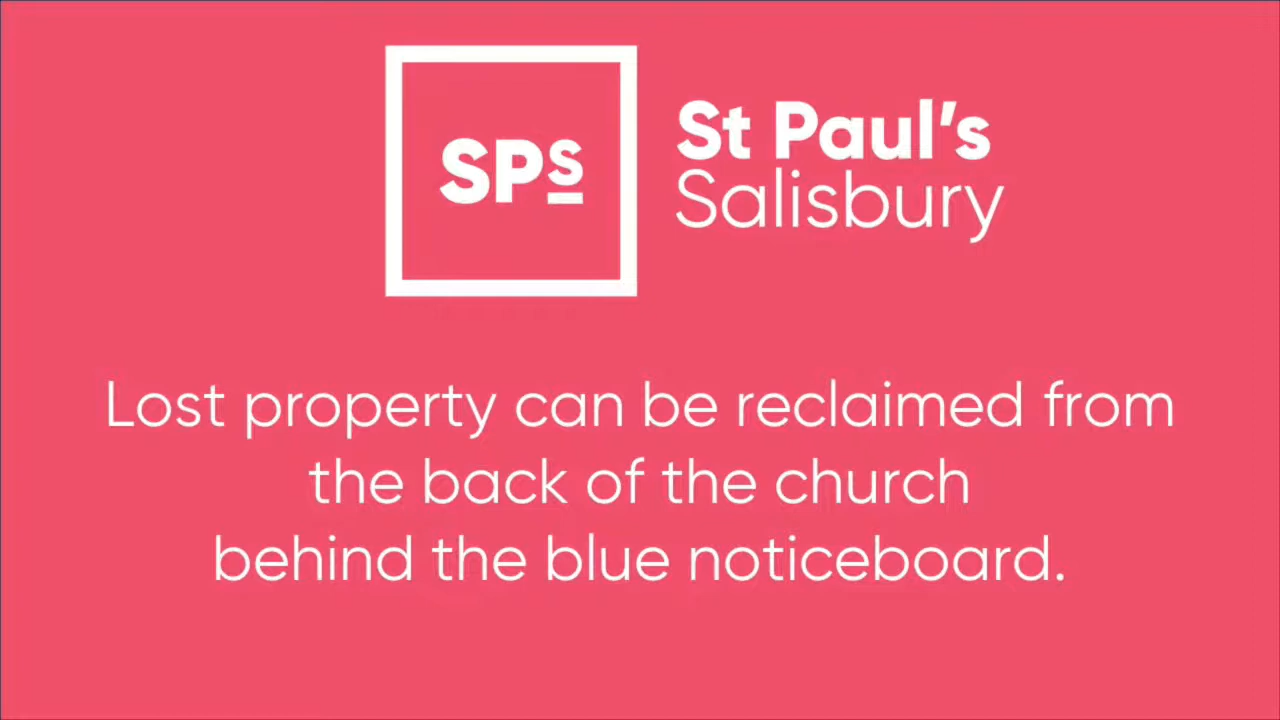 SPs
St Paul's
Salisbury
Lost property can be reclaimed from
the back of the church
behind the blue noticeboard.